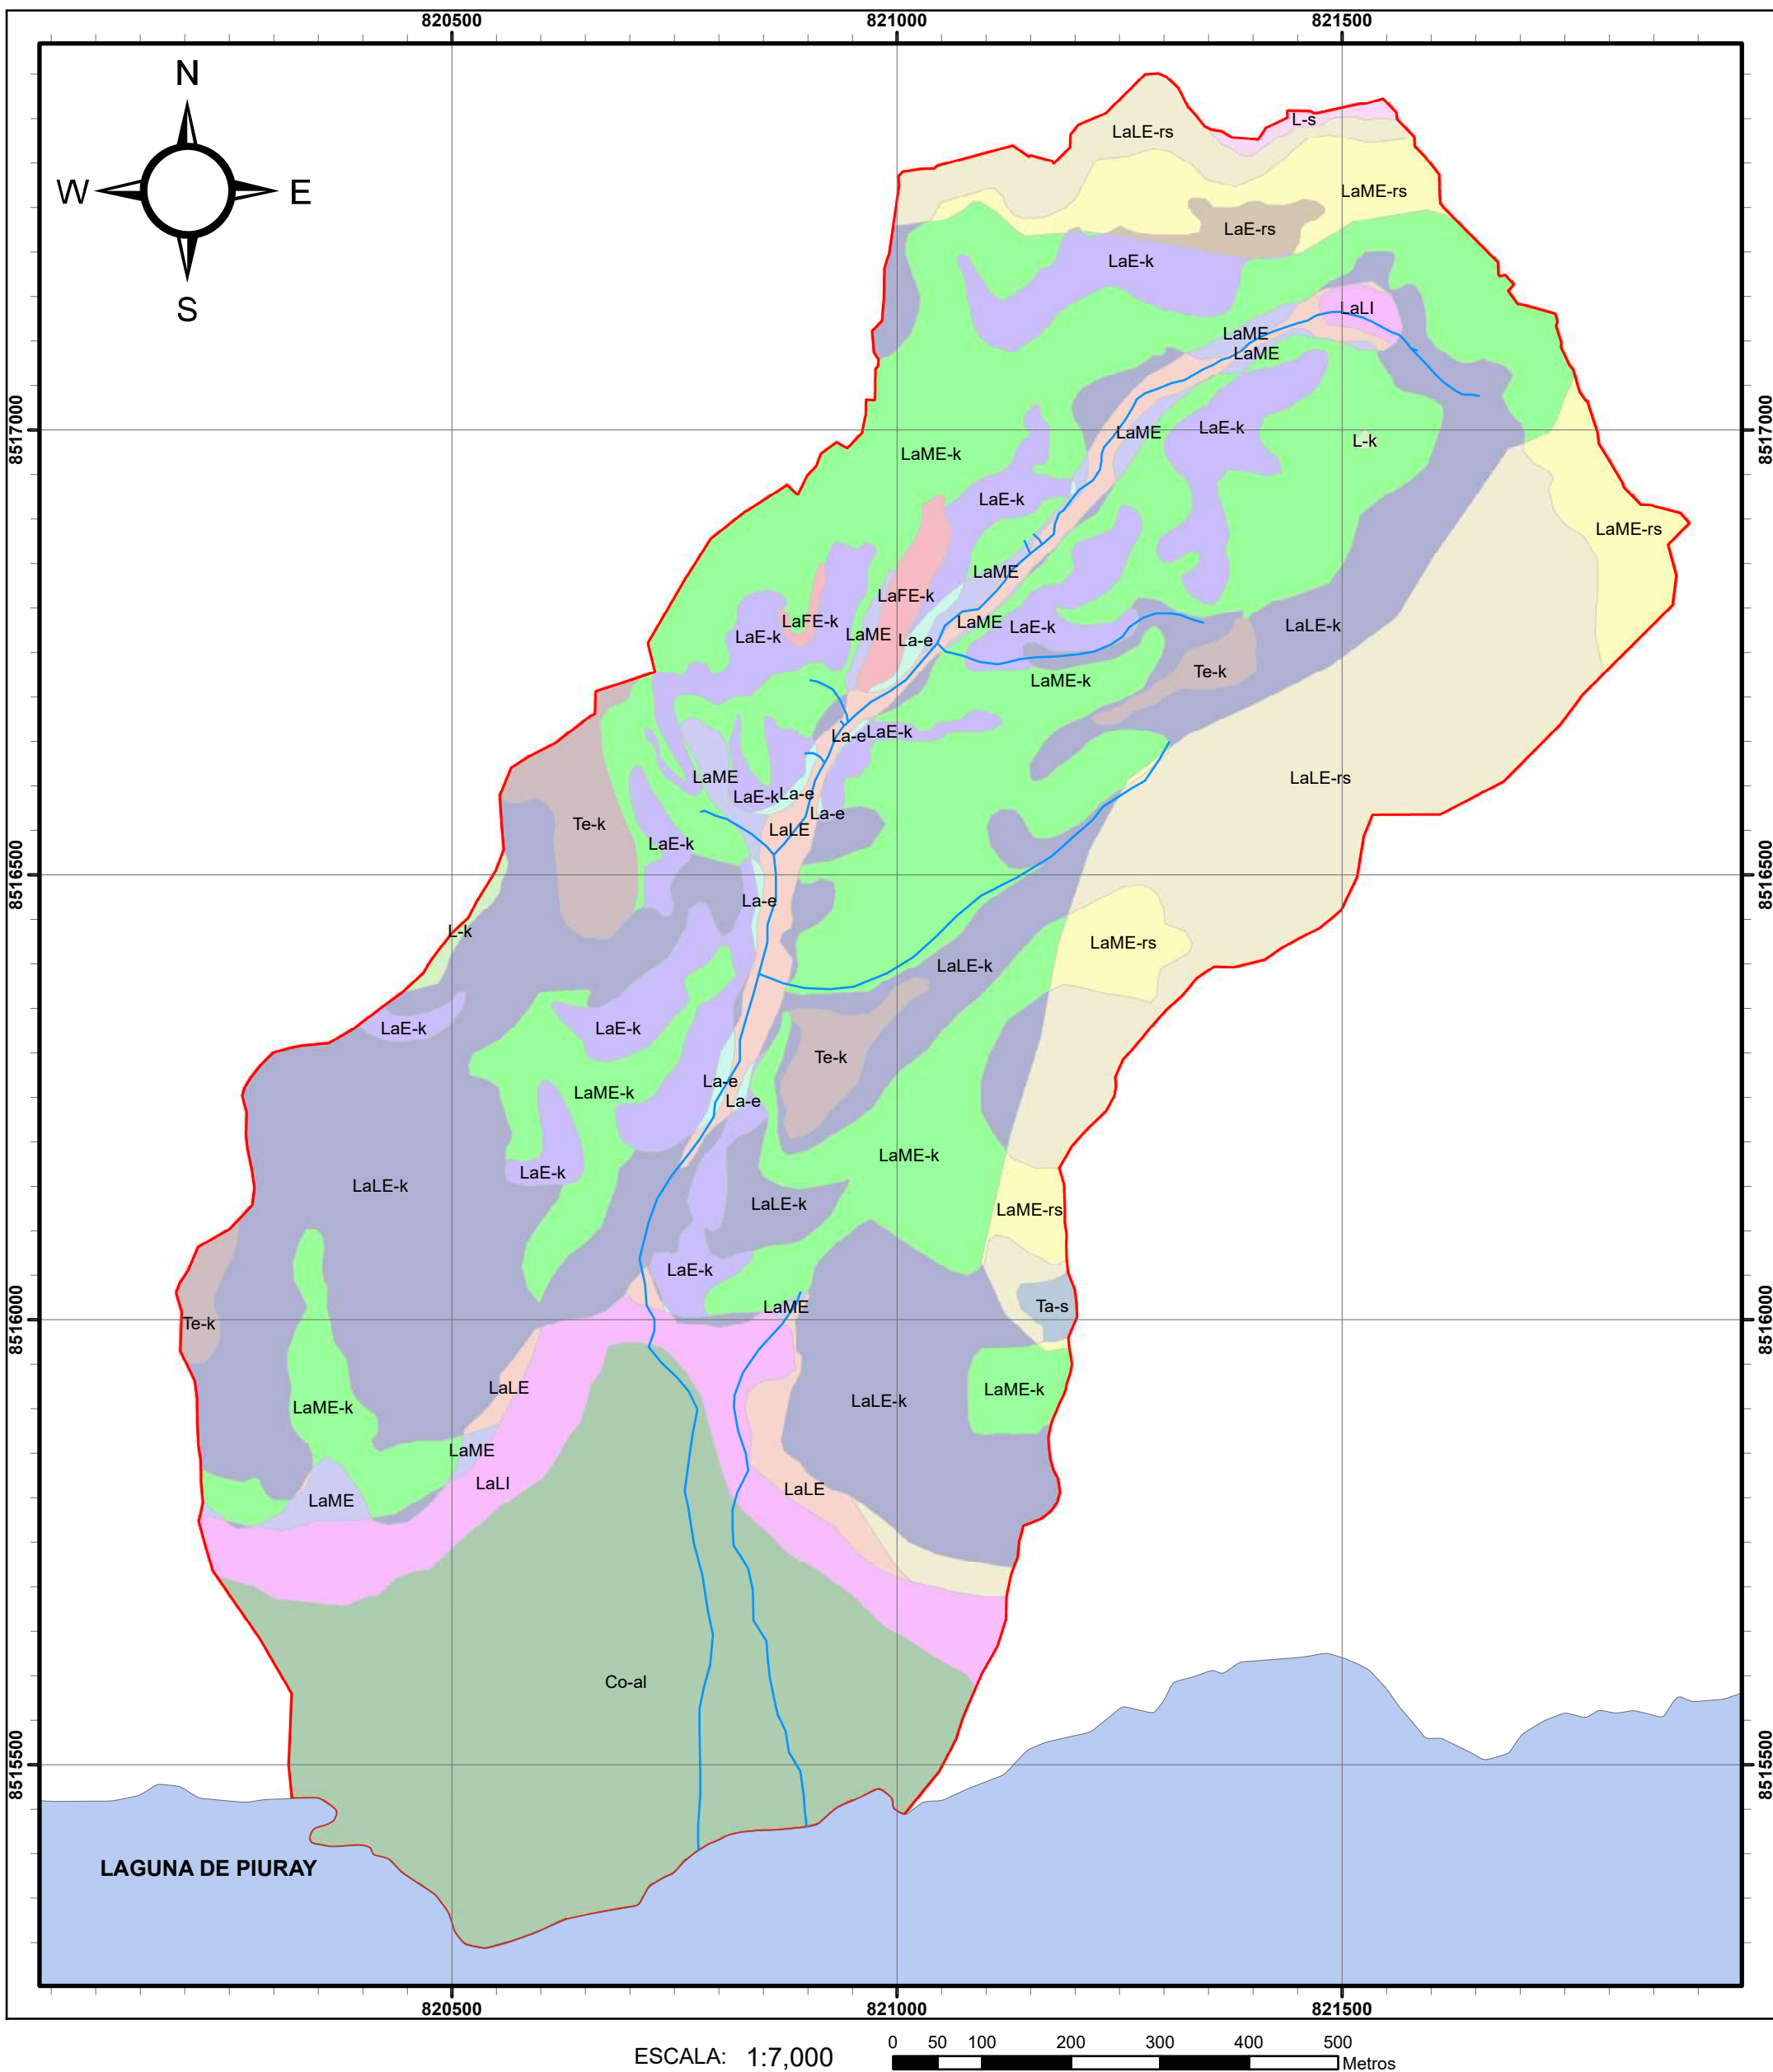 820500 821000 821500
N
W E
S
LaLE-rs
L-s
LaME-rs
LaE-rs
LaE-k
LaLI
LaME
LaME
8517000 8517000
LaE-k
LaME
L-k
LaME-k
LaE-k
LaME-rs
LaME
LaFE-k
LaFE-k
LaME
LaE-k
LaLE-k
LaE-k
LaME
La-e
Te-k
LaME-k
LaE-k
La-e
LaME
LaLE-rs
La-e
LaE-k
La-e
Te-k
LaLE
LaE-k
8516500 8516500
La-e
L-k
LaME-rs
LaLE-k
LaE-k
LaE-k
Te-k
La-e
LaME-k
La-e
LaME-k
LaE-k
LaLE-k
LaLE-k
LaME-rs
LaE-k
LaME
Ta-s
8516000 8516000
Te-k
LaLE
LaME-k
LaLE-k
LaME-k
LaME
LaLI
LaLE
LaME
Co-al
8515500 8515500
LAGUNA DE PIURAY
820500 821000 821500
0 50 100 200 300 400 500
ESCALA: 1:7,000
Metros